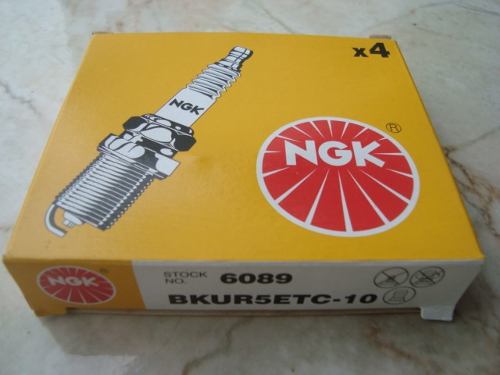 x4
NGK
NGK
®
NGK
STOCK NO. 6089
BKUR5ETC-10